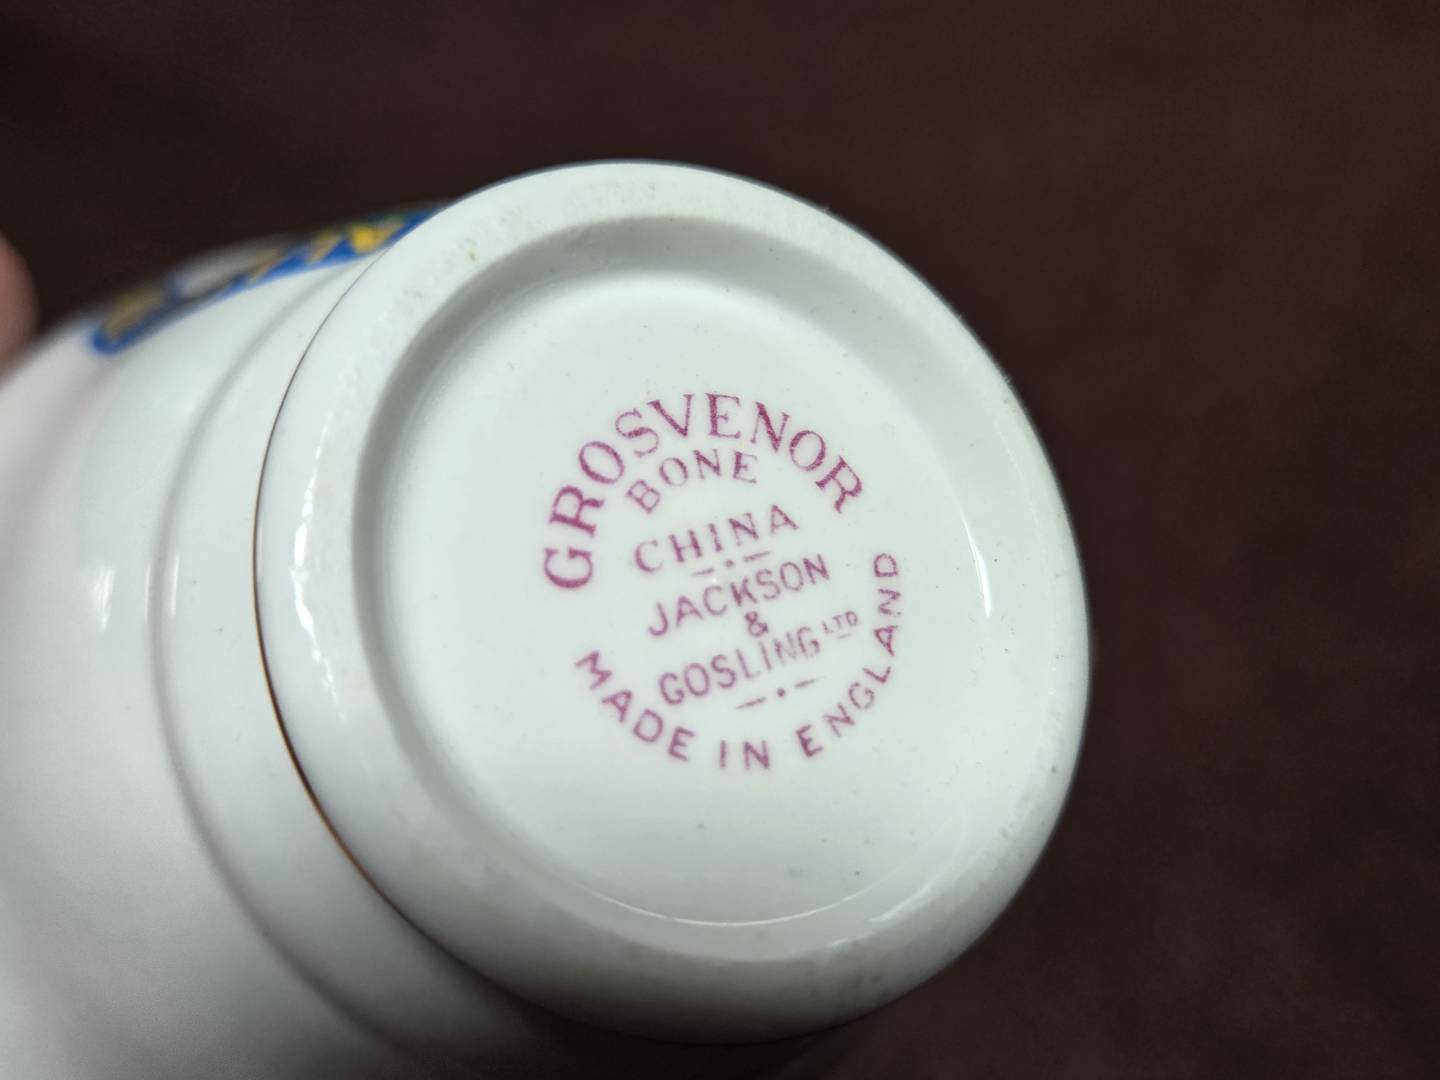 GROSVENOR
BONE
CHINA
JACKSON
&
GOSLING LTD
MADE IN ENGLAND